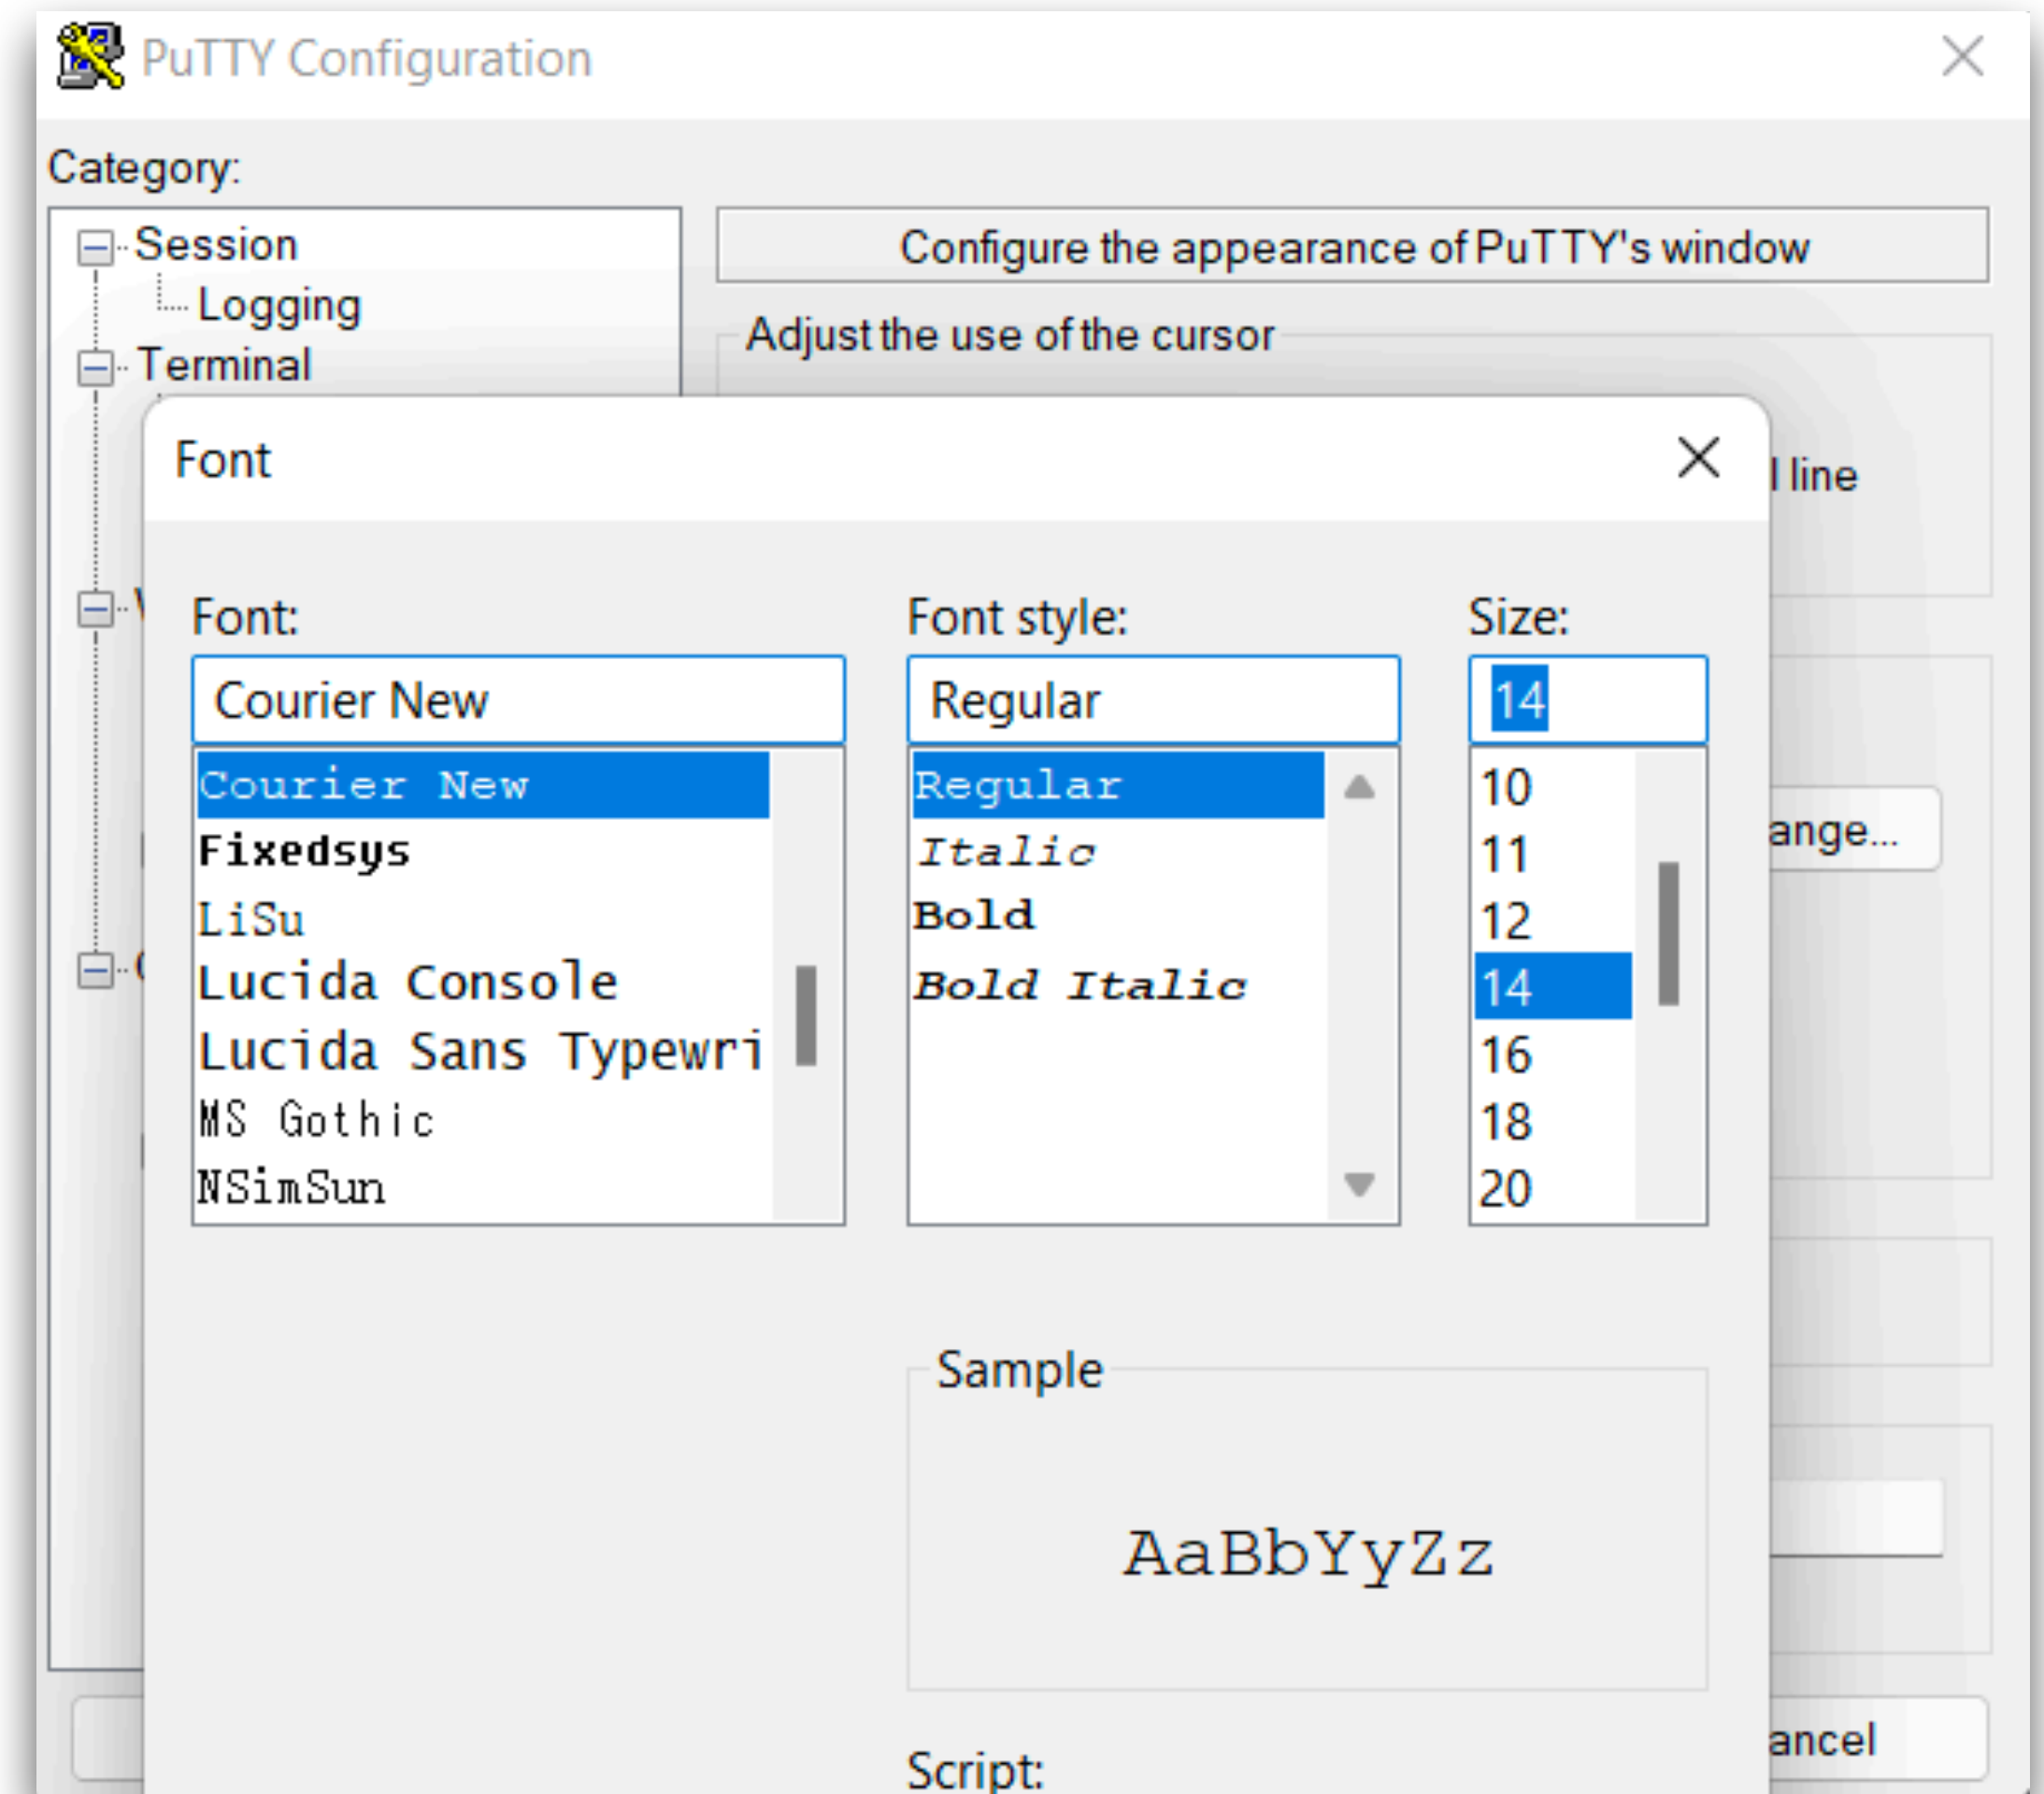 PuTTY Configuration
Category:
Session
Logging
Terminal
Configure the appearance of PuTTY's window
Adjust the use of the cursor
l line
ange...
ancel
Font
Font:
Courier New
Courier New
Fixedsys
LiSu
Lucida Console
Lucida Sans Typewri
MS Gothic
NSimSun
Font style:
Regular
Regular
Italic
Bold
Bold Italic
Size:
14
10
11
12
14
16
18
20
Sample
AaBbYyZz
Script: